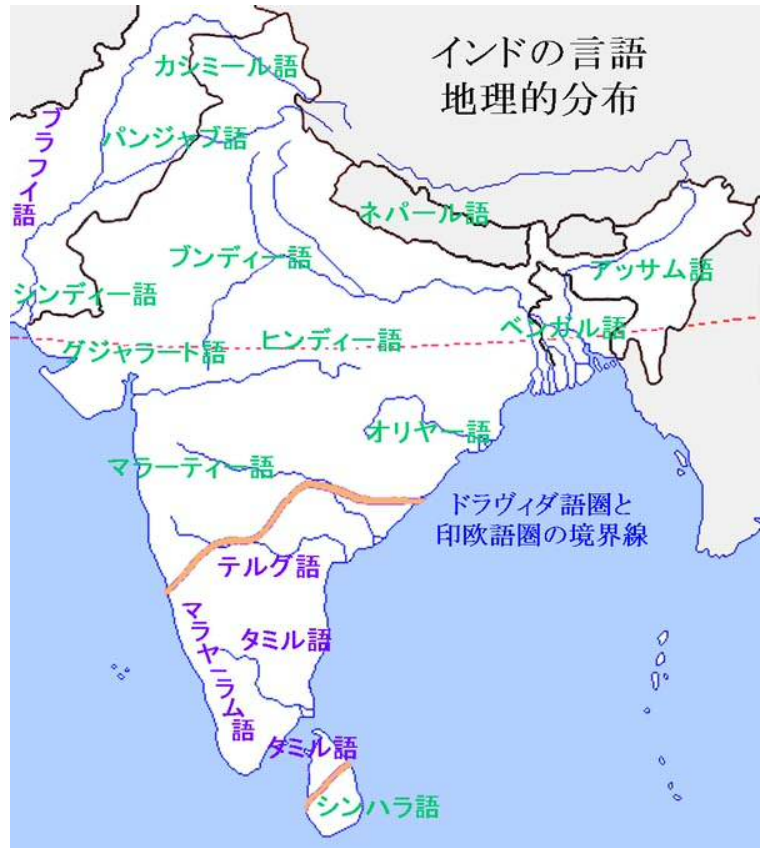 インドの言語
地理的分布
カシミール語
パンジャブ語
ブラフイ語
ネパール語
ブンディー語
アッサム語
シンディー語
ベンガル語
ヒンディー語
グジャラート語
オリヤー語
マラーティー語
ドラヴィダ語圏と
印欧語圏の境界線
テルグ語
マラヤーラム語
タミル語
タミル語
シンハラ語